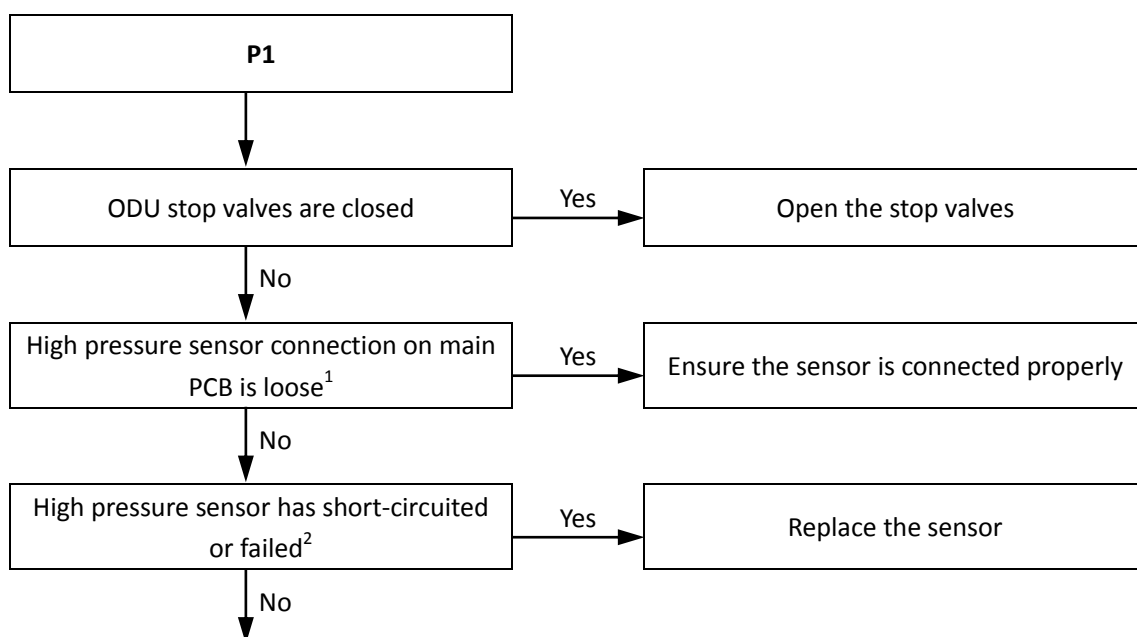 P1
ODU stop valves are closed
Yes
Open the stop valves
No
High pressure sensor connection on main
PCB is loose¹
Yes
Ensure the sensor is connected properly
No
High pressure sensor has short-circuited
or failed²
Yes
Replace the sensor
No